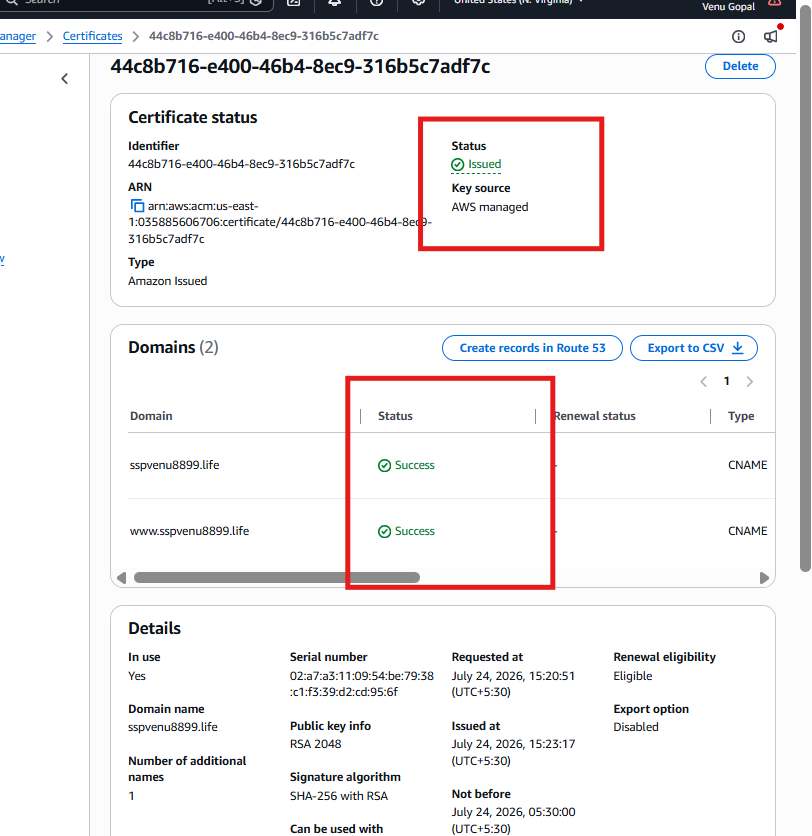 Search
[Alt+S]
United States (N. Virginia)
Venu Gopal
anager > Certificates > 44c8b716-e400-46b4-8ec9-316b5c7adf7c
44c8b716-e400-46b4-8ec9-316b5c7adf7c
Delete
Certificate status
Identifier
44c8b716-e400-46b4-8ec9-316b5c7adf7c
ARN
arn:aws:acm:us-east-
1:035885606706:certificate/44c8b716-e400-46b4-8ec9-
316b5c7adf7c
Type
Amazon Issued
Status
Issued
Key source
AWS managed
Domains (2)
Create records in Route 53
Export to CSV
1
Domain
Status
Renewal status
Type
sspvenu8899.life
Success
-
CNAME
www.sspvenu8899.life
Success
-
CNAME
Details
In use
Yes
Domain name
sspvenu8899.life
Number of additional
names
1
Serial number
02:a7:a3:11:09:54:be:79:38
:c1:f3:39:d2:cd:95:6f
Public key info
RSA 2048
Signature algorithm
SHA-256 with RSA
Can be used with
Requested at
July 24, 2026, 15:20:51
(UTC+5:30)
Issued at
July 24, 2026, 15:23:17
(UTC+5:30)
Not before
July 24, 2026, 05:30:00
(UTC+5:30)
Renewal eligibility
Eligible
Export option
Disabled